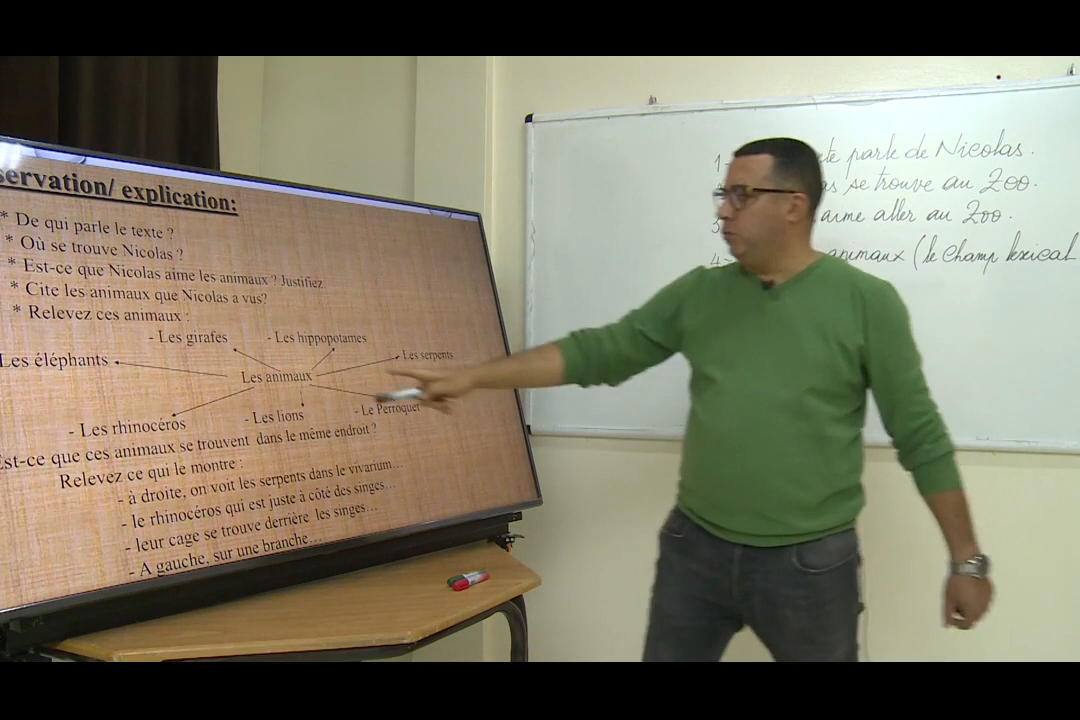 servation/ explication:
* De qui parle le texte ?
* Où se trouve Nicolas ?
* Est-ce que Nicolas aime les animaux ? Justifiez
* Cite les animaux que Nicolas a vus?
* Relevez ces animaux :
- Les girafes - Les hippopotames
Les éléphants - Les serpents
Les animaux
- Les rhinocéros - Les lions - Le Perroquet
Est-ce que ces animaux se trouvent dans le même endroit ?
Relevez ce qui le montre :
- à droite, on voit les serpents dans le vivarium…
- le rhinocéros qui est juste à côté des singes…
- leur cage se trouve derrière les singes…
- A gauche, sur une branche…
1- te parle de Nicolas.
2 as se trouve au Zoo.
3 aime aller au Zoo.
4- animaux (le champ lexical